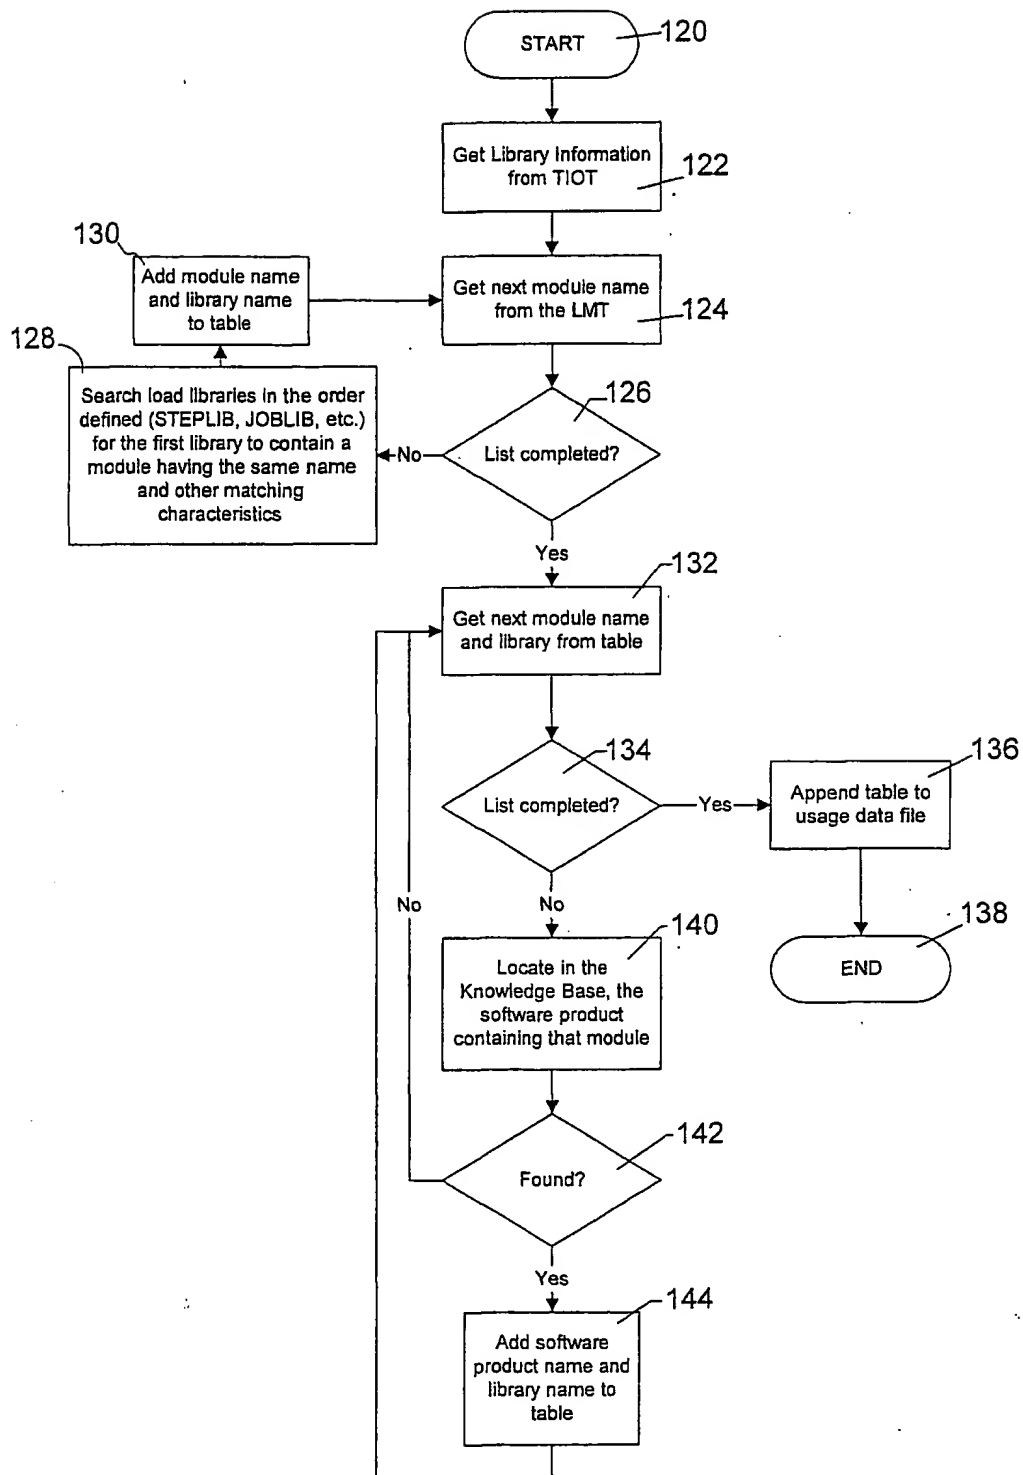 START
120
Get Library Information
from TIOT
122
130
Add module name
and library name
to table
Get next module name
from the LMT
124
128
Search load libraries in the order
defined (STEPLIB, JOBLIB, etc.)
for the first library to contain a
module having the same name
and other matching
characteristics
126
List completed?
No
Yes
132
Get next module name
and library from table
134
List completed?
Yes
136
Append table to
usage data file
No
No
138
END
140
Locate in the
Knowledge Base, the
software product
containing that module
142
Found?
Yes
144
Add software
product name and
library name to
table